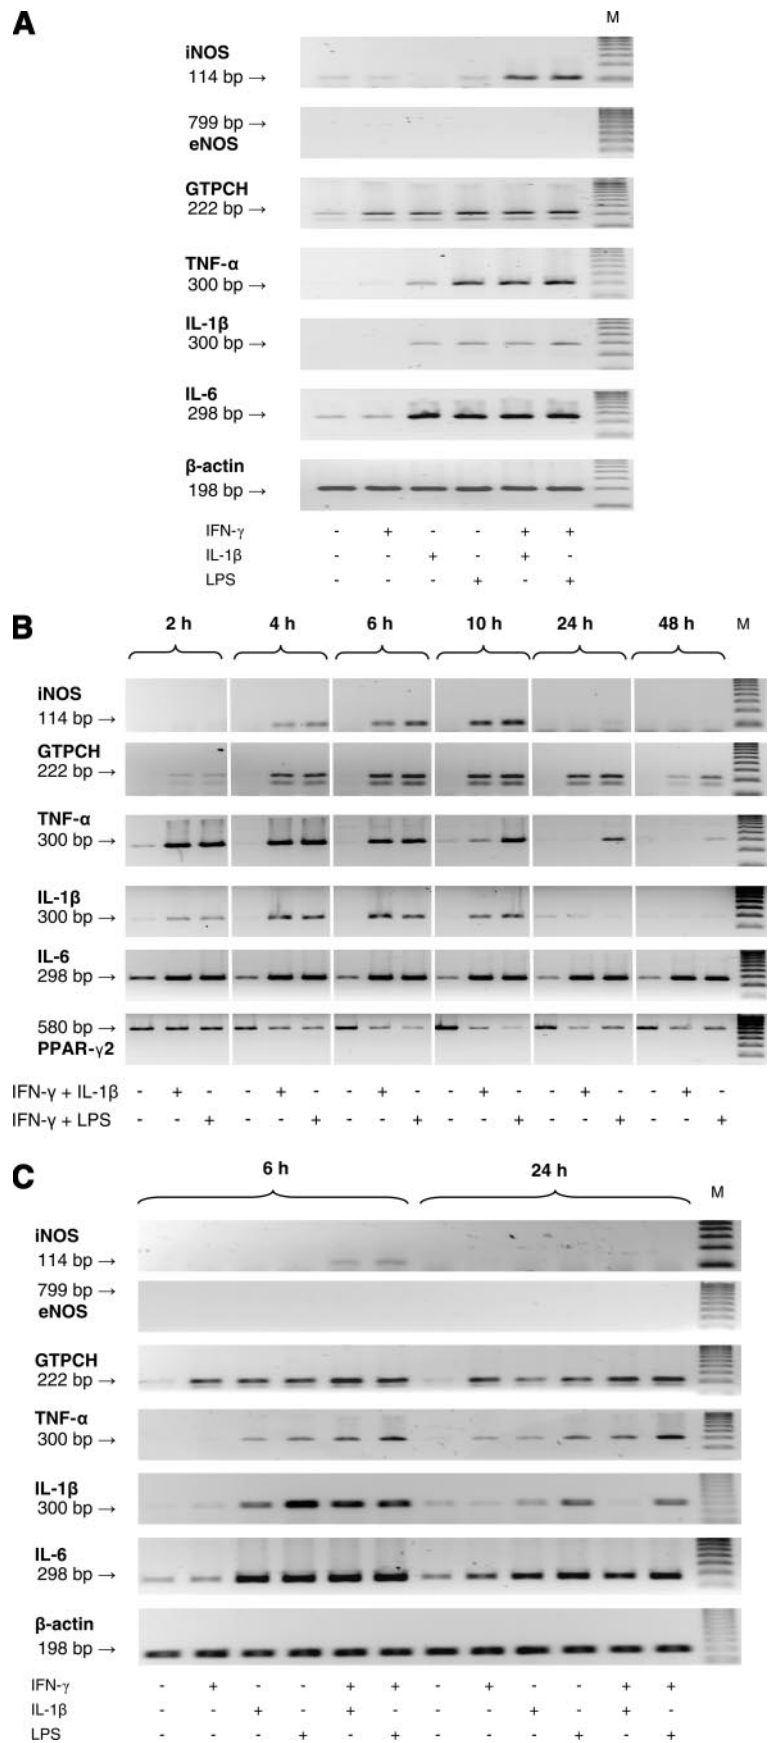 A
M
iNOS
114 bp →
799 bp →
eNOS
GTPCH
222 bp →
TNF-α
300 bp →
IL-1β
300 bp →
IL-6
298 bp →
β-actin
198 bp →
IFN-γ - + - - + +
IL-1β - - + - + -
LPS - - - + - +
B
2 h 4 h 6 h 10 h 24 h 48 h M
iNOS
114 bp →
GTPCH
222 bp →
TNF-α
300 bp →
IL-1β
300 bp →
IL-6
298 bp →
580 bp →
PPAR-γ2
IFN-γ + IL-1β - + - - + - - + - - + - - + - - + -
IFN-γ + LPS - - + - - + - - + - - + - - + - - +
C
6 h 24 h
M
iNOS
114 bp →
799 bp →
eNOS
GTPCH
222 bp →
TNF-α
300 bp →
IL-1β
300 bp →
IL-6
298 bp →
β-actin
198 bp →
IFN-γ - + - - + + - + - - + +
IL-1β - - + - + - - - + - + -
LPS - - - + - + - - - + - +